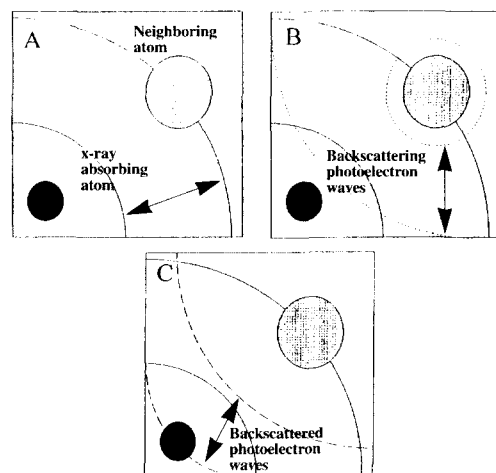 A
Neighboring
atom
x-ray
absorbing
atom
B
Backscattering
photoelectron
waves
C
Backscattered
photoelectron
waves